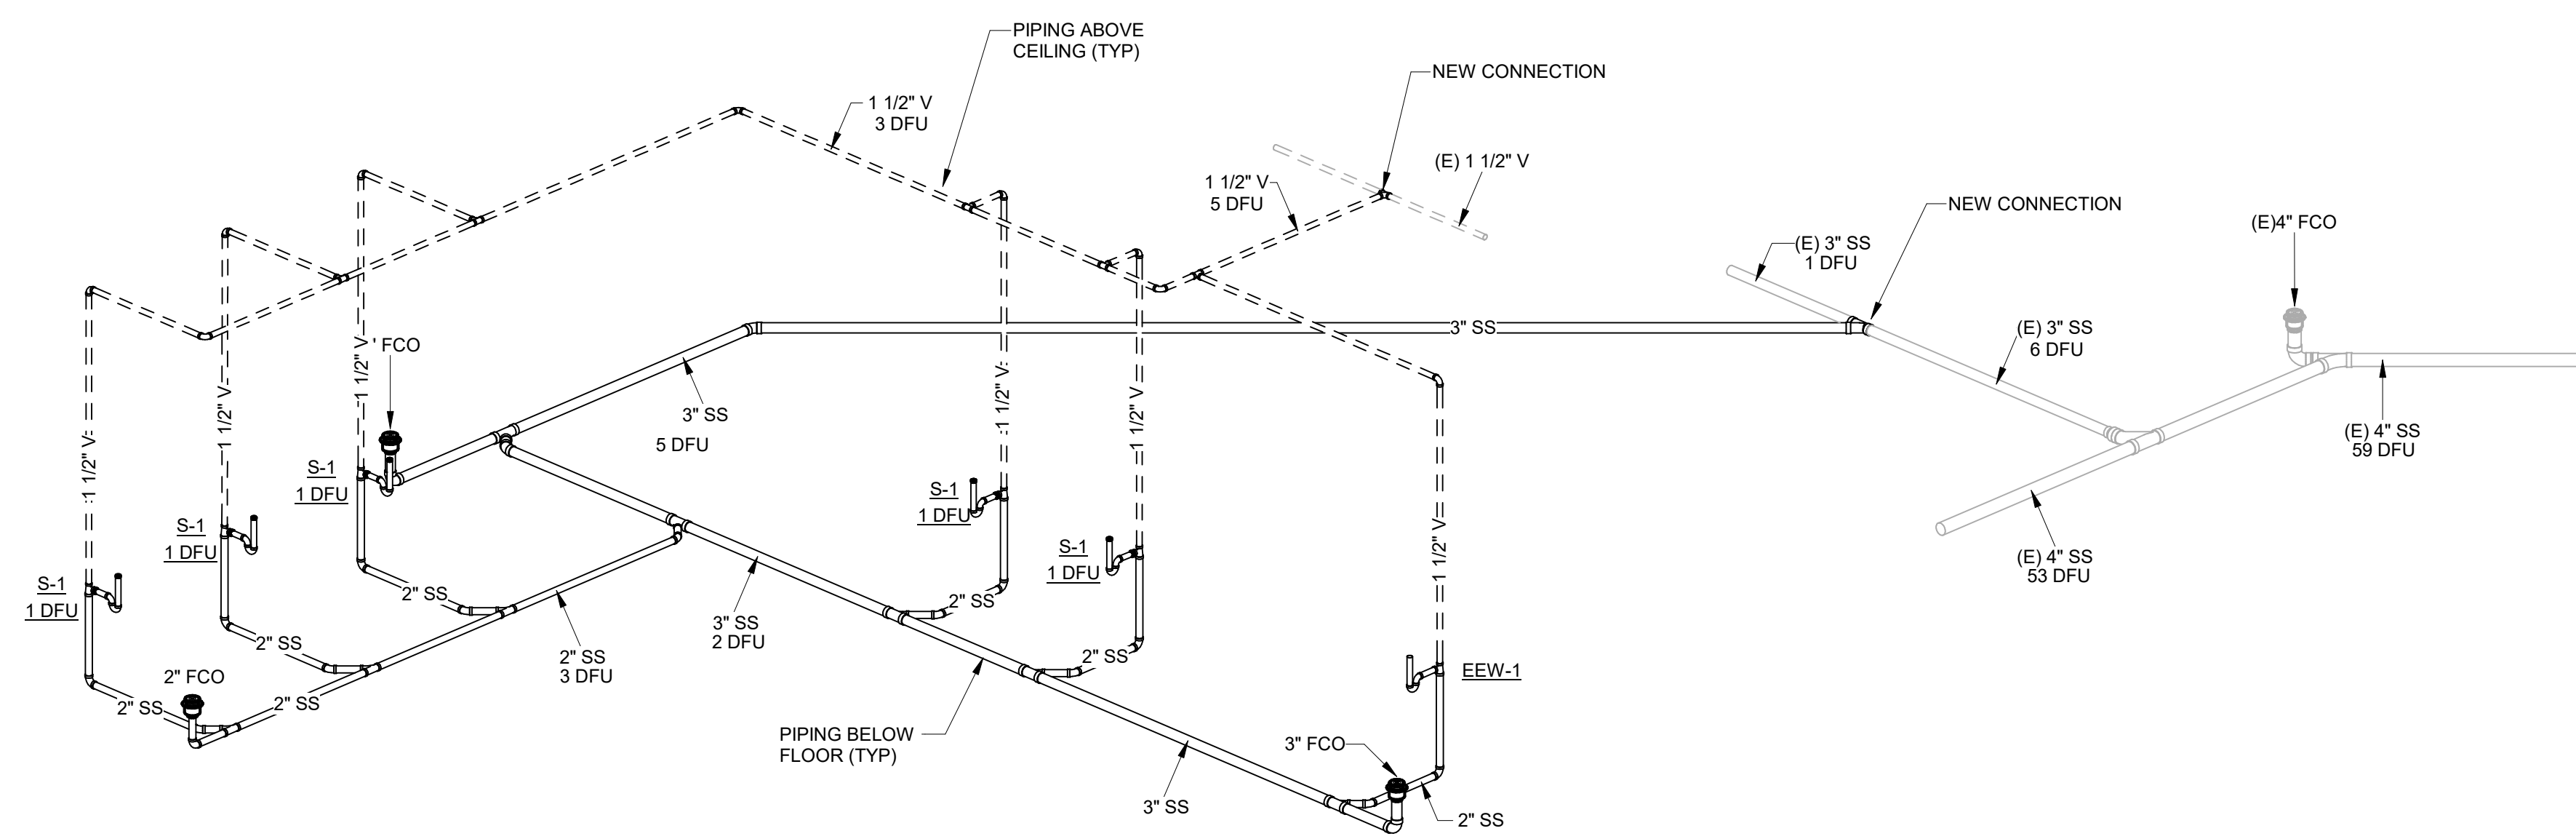 PIPING ABOVE
CEILING (TYP)
NEW CONNECTION
1 1/2" V
3 DFU
(E) 1 1/2" V
1 1/2" V
5 DFU
NEW CONNECTION
(E)4" FCO
(E) 3" SS
1 DFU
3" SS
(E) 3" SS
6 DFU
' FCO
1 1/2" V
1 1/2" V
1 1/2" V
1 1/2" V
1 1/2" V
1 1/2" V
3" SS
5 DFU
(E) 4" SS
59 DFU
S-1
1 DFU
S-1
1 DFU
S-1
1 DFU
S-1
1 DFU
S-1
1 DFU
(E) 4" SS
53 DFU
2" SS
2" SS
2" SS
3" SS
2 DFU
2" SS
3 DFU
2" SS
EEW-1
2" FCO
2" SS
2" SS
PIPING BELOW
FLOOR (TYP)
3" FCO
3" SS
2" SS